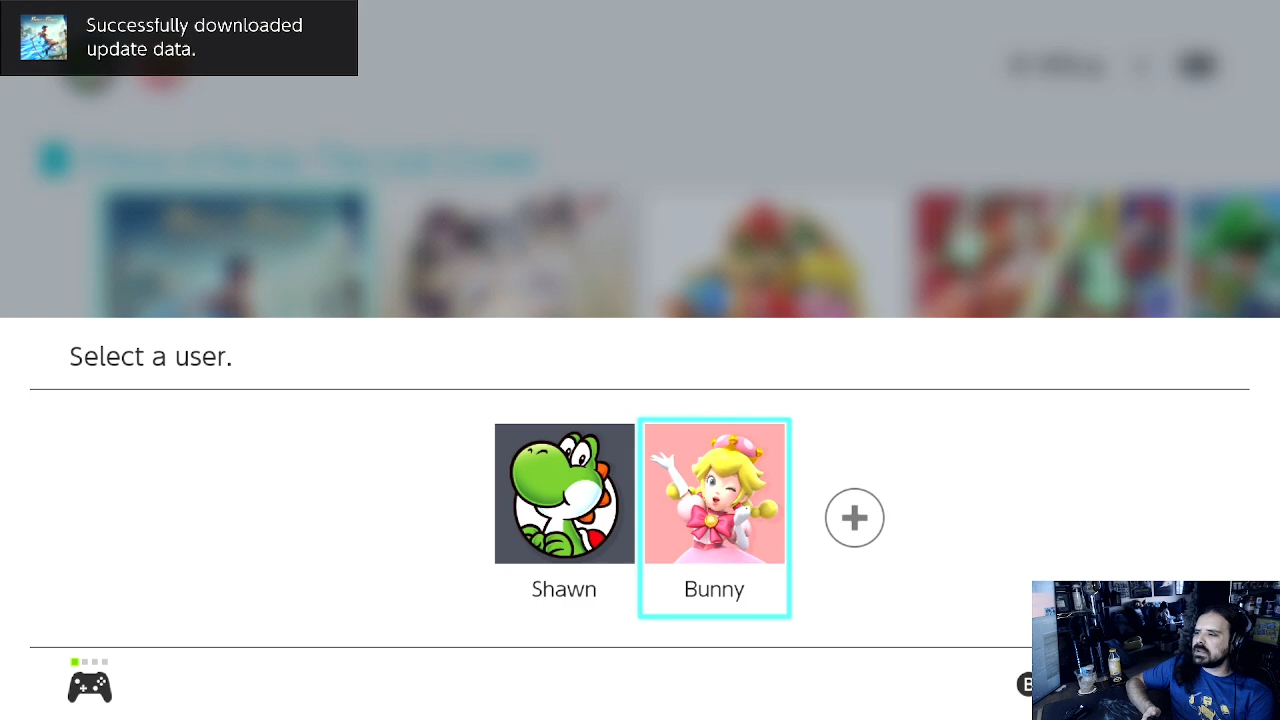 Successfully downloaded
update data.
Select a user.
Shawn
Bunny
B